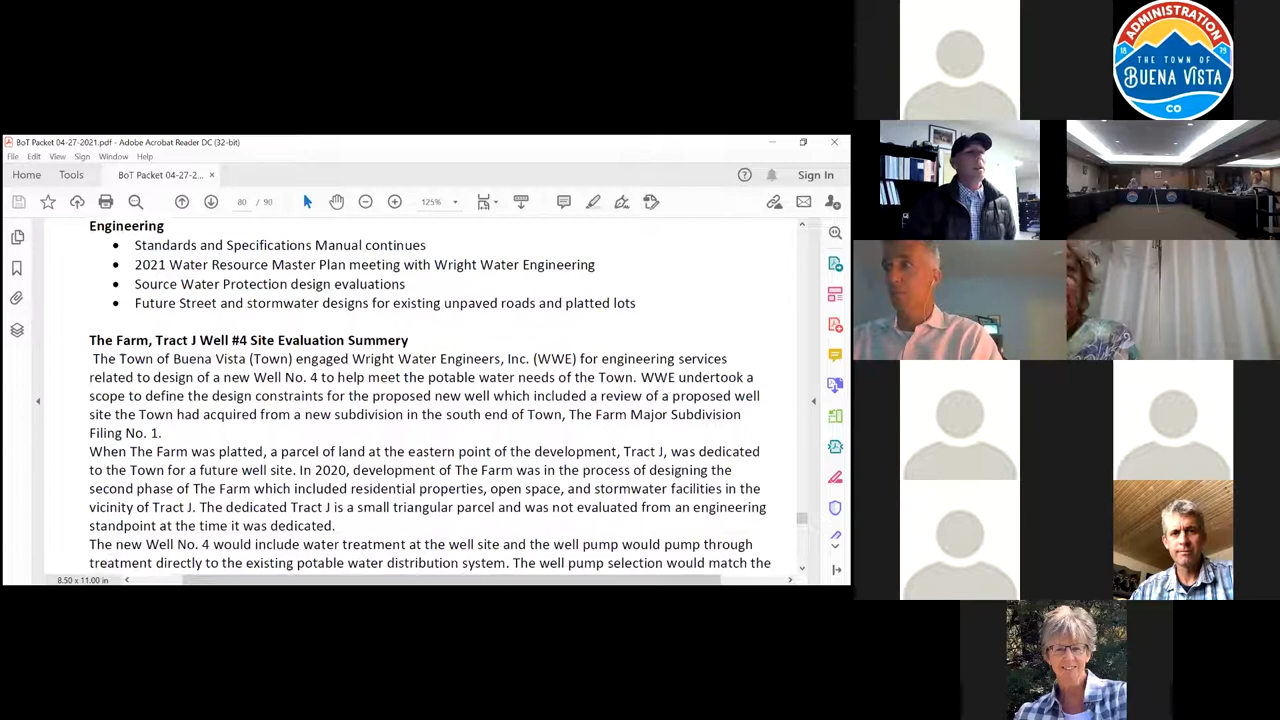 BoT Packet 04-27-2021.pdf - Adobe Acrobat Reader DC (32-bit)
File Edit View Sign Window Help
Home Tools BoT Packet 04-27-2... × Sign In
80 / 90 125%
Engineering
• Standards and Specifications Manual continues
• 2021 Water Resource Master Plan meeting with Wright Water Engineering
• Source Water Protection design evaluations
• Future Street and stormwater designs for existing unpaved roads and platted lots
The Farm, Tract J Well #4 Site Evaluation Summery
The Town of Buena Vista (Town) engaged Wright Water Engineers, Inc. (WWE) for engineering services
related to design of a new Well No. 4 to help meet the potable water needs of the Town. WWE undertook a
scope to define the design constraints for the proposed new well which included a review of a proposed well
site the Town had acquired from a new subdivision in the south end of Town, The Farm Major Subdivision
Filing No. 1.
When The Farm was platted, a parcel of land at the eastern point of the development, Tract J, was dedicated
to the Town for a future well site. In 2020, development of The Farm was in the process of designing the
second phase of The Farm which included residential properties, open space, and stormwater facilities in the
vicinity of Tract J. The dedicated Tract J is a small triangular parcel and was not evaluated from an engineering
standpoint at the time it was dedicated.
The new Well No. 4 would include water treatment at the well site and the well pump would pump through
treatment directly to the existing potable water distribution system. The well pump selection would match the
8.50 x 11.00 in
ADMINISTRATION
18 79
THE TOWN OF
BUENA VISTA
CO